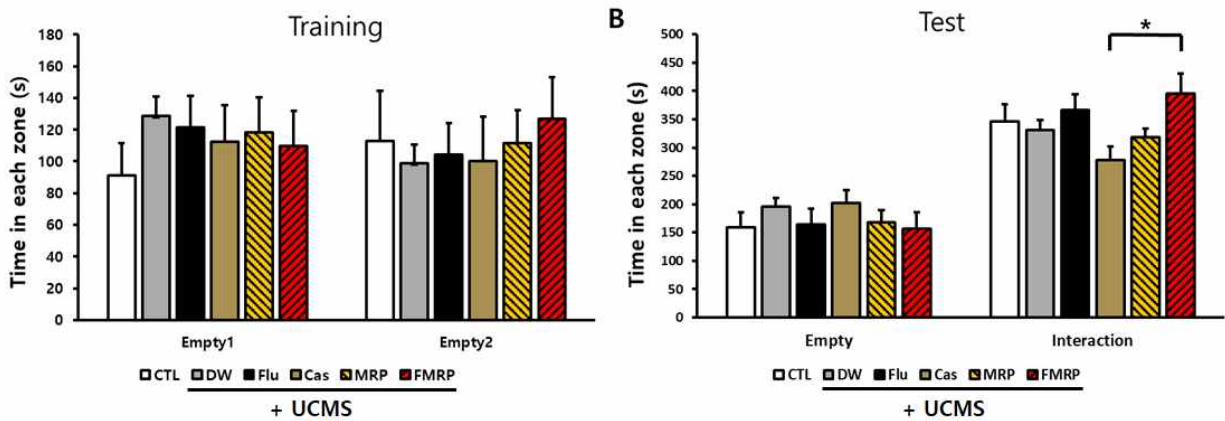 Training
Time in each zone (s)
200
180
160
140
120
100
80
60
40
20
0
Empty1 Empty2
CTL DW Flu Cas MRP FMRP
+ UCMS
B
Test
*
Time in each zone (s)
500
450
400
350
300
250
200
150
100
50
0
Empty Interaction
CTL DW Flu Cas MRP FMRP
+ UCMS